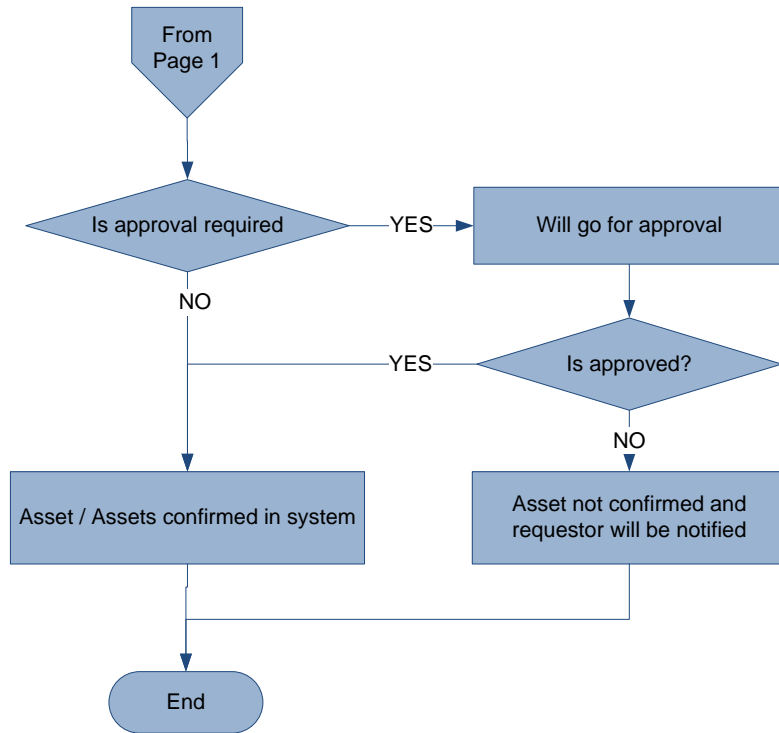 From
Page 1
Is approval required
YES
Will go for approval
NO
YES
Is approved?
NO
Asset / Assets confirmed in system
Asset not confirmed and
requestor will be notified
End